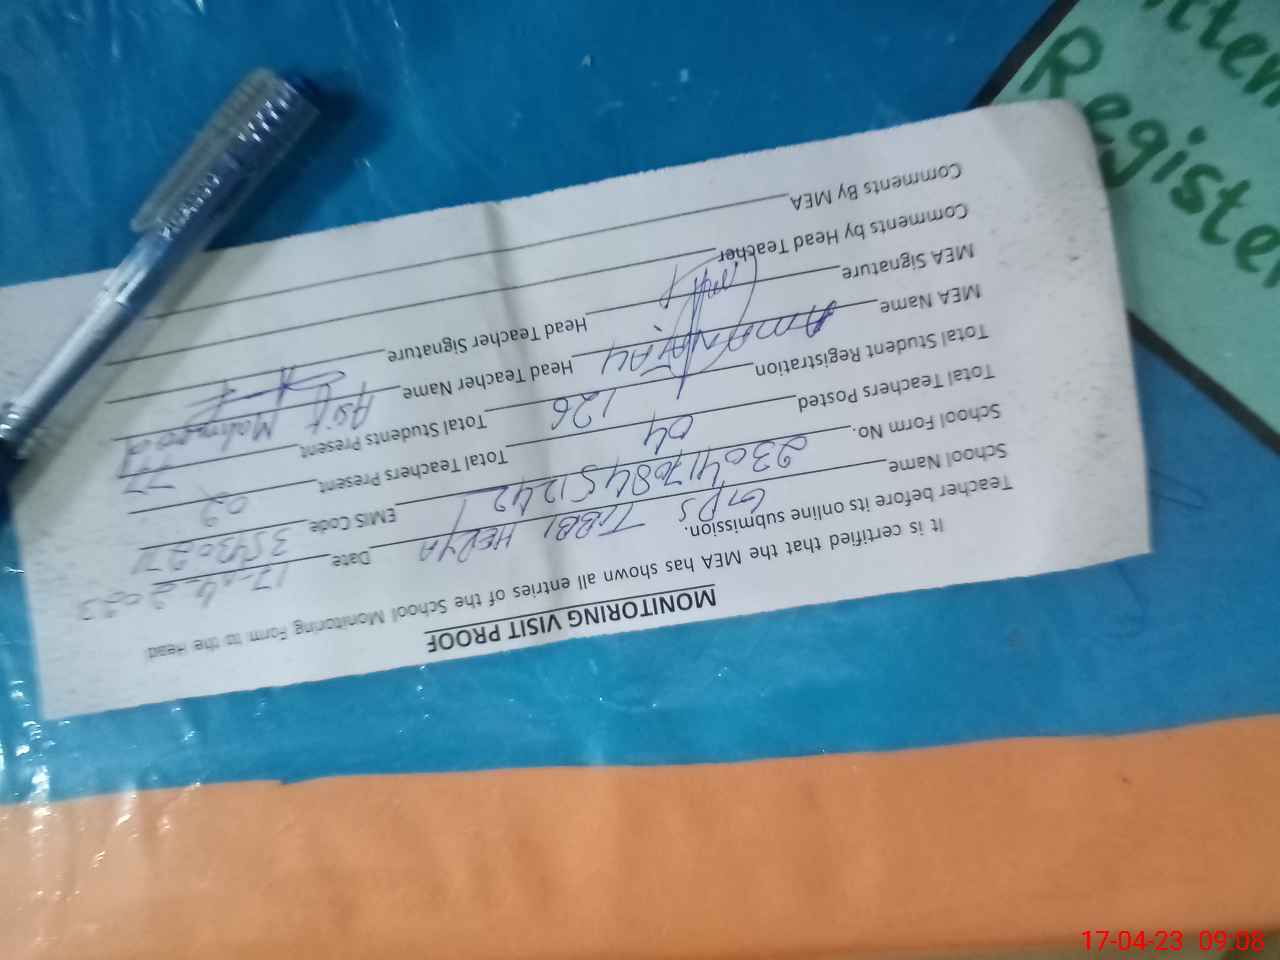 MONITORING VISIT PROOF
It is certified that the MEA has shown all entries of the School Monitoring Form to the Head
Teacher before its online submission.
School Name GPS TIBBI Date 17-04-2023
School Form No. EMIS Code
Total Teachers Posted 04 Total Teachers Present 02
Total Student Registration 126 Total Students Present 77
MEA Name Head Teacher Name Asif Mahmood
MEA Signature Head Teacher Signature
Comments by Head Teacher
Comments By MEA
Register
17-04-23 09:08